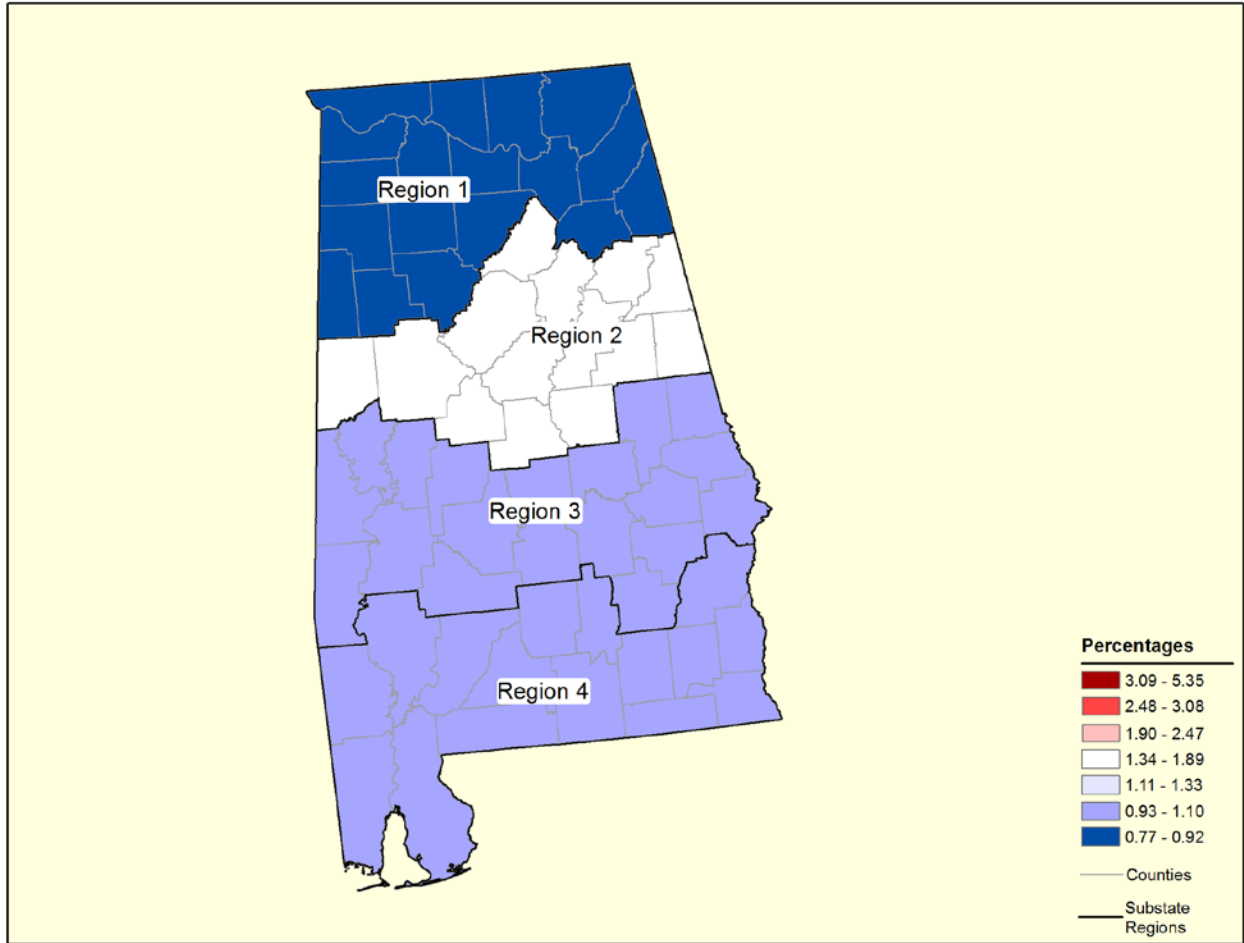 Region 1
Region 2
Region 3
Region 4
Percentages
3.09 - 5.35
2.48 - 3.08
1.90 - 2.47
1.34 - 1.89
1.11 - 1.33
0.93 - 1.10
0.77 - 0.92
Counties
Substate
Regions